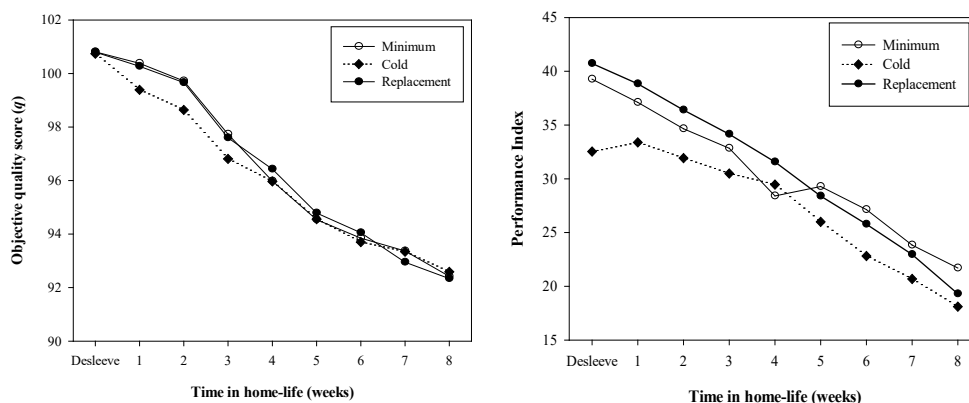 102
100
98
96
94
92
90
Objective quality score (q)
Minimum
Cold
Replacement
Desleeve 1 2 3 4 5 6 7 8
Time in home-life (weeks)
45
40
35
30
25
20
15
Performance Index
Minimum
Cold
Replacement
Desleeve 1 2 3 4 5 6 7 8
Time in home-life (weeks)